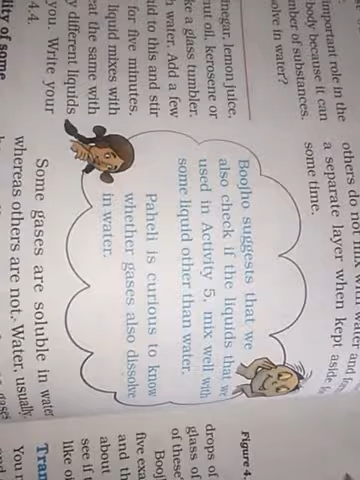 important role in the
body because it can
mber of substances.
olve in water?
negar, lemon juice,
ut oil, kerosene or
ke a glass tumbler.
h water. Add a few
ld to this and stir
for five minutes.
liquid mixes with
eat the same with
y different liquids
you. Write your
4.4.
lity of some
others do not mix with water and
a separate layer when kept aside
some time.
Boojho suggests that we
also check if the liquids that we
used in Activity 5, mix well with
some liquid other than water.
Paheli is curious to know
whether gases also dissolve
in water.
Some gases are soluble in water
whereas others are not. Water, usually,
gases
Figure 4.
drops of
glass of
of these
Booj
five exa
and th
about
see if t
like oi
Tran
You